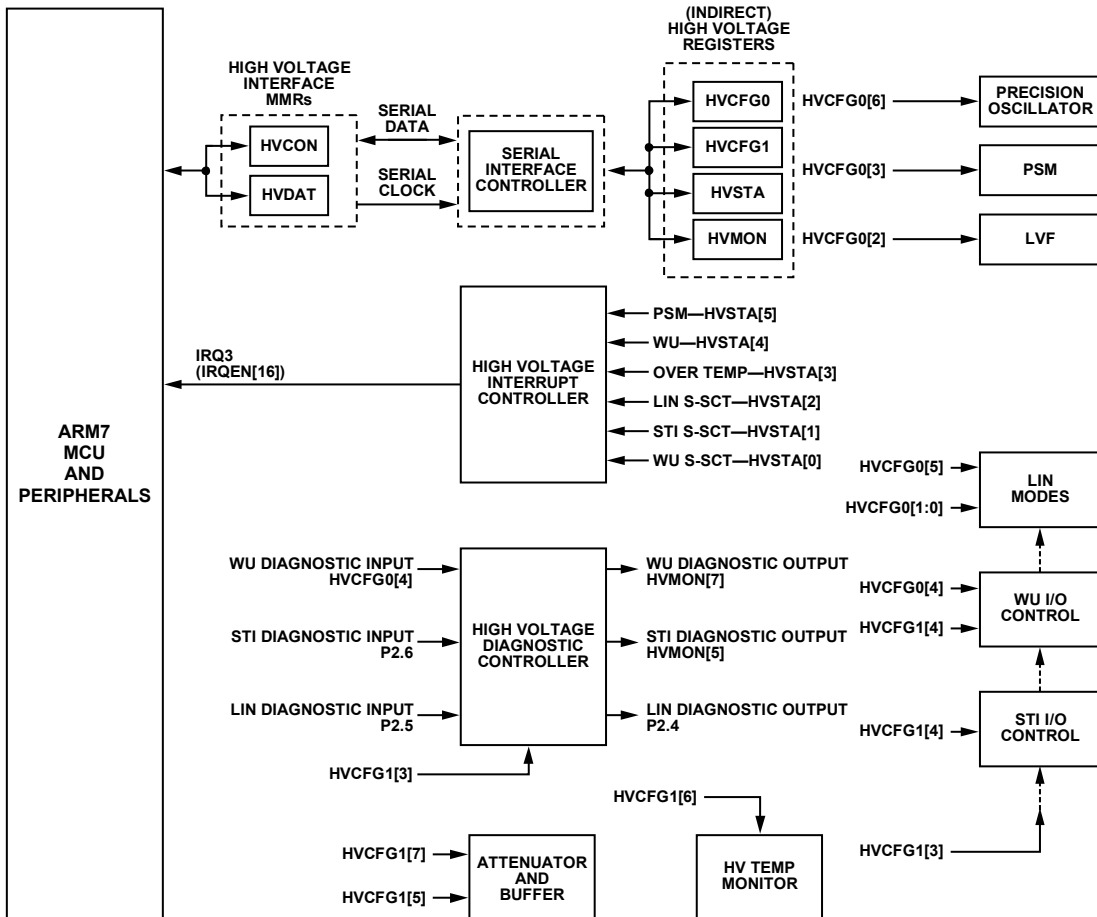 (INDIRECT)
HIGH VOLTAGE
REGISTERS
HIGH VOLTAGE
INTERFACE
MMRs
SERIAL
DATA
SERIAL
CLOCK
HVCON
HVDAT
SERIAL
INTERFACE
CONTROLLER
HVCFG0
HVCFG1
HVSTA
HVMON
HVCFG0[6]
HVCFG0[3]
HVCFG0[2]
PRECISION
OSCILLATOR
PSM
LVF
ARM7
MCU
AND
PERIPHERALS
IRQ3
(IRQEN[16])
HIGH VOLTAGE
INTERRUPT
CONTROLLER
PSM—HVSTA[5]
WU—HVSTA[4]
OVER TEMP—HVSTA[3]
LIN S-SCT—HVSTA[2]
STI S-SCT—HVSTA[1]
WU S-SCT—HVSTA[0]
HVCFG0[5]
HVCFG0[1:0]
LIN
MODES
WU DIAGNOSTIC INPUT
HVCFG0[4]
STI DIAGNOSTIC INPUT
P2.6
LIN DIAGNOSTIC INPUT
P2.5
HVCFG1[3]
HIGH VOLTAGE
DIAGNOSTIC
CONTROLLER
WU DIAGNOSTIC OUTPUT
HVMON[7]
STI DIAGNOSTIC OUTPUT
HVMON[5]
LIN DIAGNOSTIC OUTPUT
P2.4
HVCFG0[4]
HVCFG1[4]
WU I/O
CONTROL
HVCFG1[4]
STI I/O
CONTROL
HVCFG1[3]
HVCFG1[7]
HVCFG1[5]
ATTENUATOR
AND
BUFFER
HVCFG1[6]
HV TEMP
MONITOR